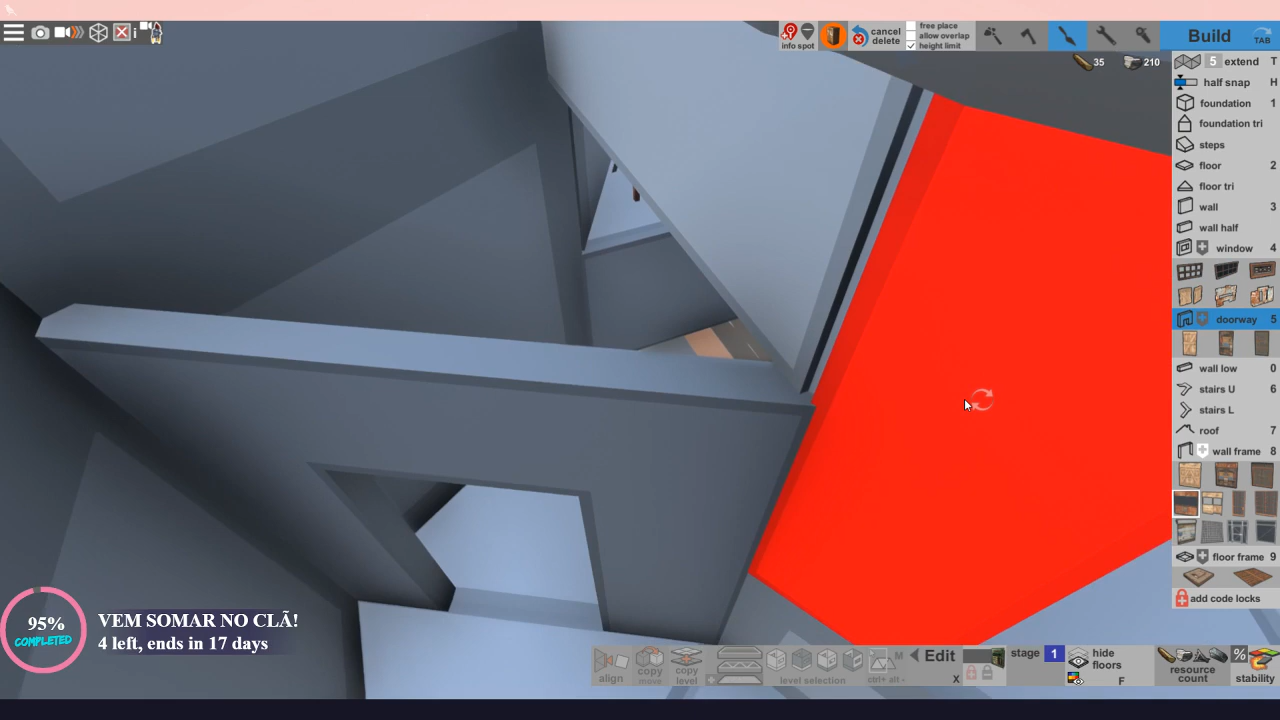 i
info spot
cancel
delete
free place
allow overlap
height limit
Build
TAB
35
210
5 extend T
half snap H
foundation 1
foundation tri
steps
floor 2
floor tri
wall 3
wall half
window 4
doorway 5
wall low 0
stairs U 6
stairs L
roof 7
wall frame 8
floor frame 9
add code locks
95%
COMPLETED
VEM SOMAR NO CLÃ!
4 left, ends in 17 days
align
copy
move
copy
level
level selection
M
ctrl+ alt -
Edit
X
stage 1
hide
floors
F
resource
count
%
stability